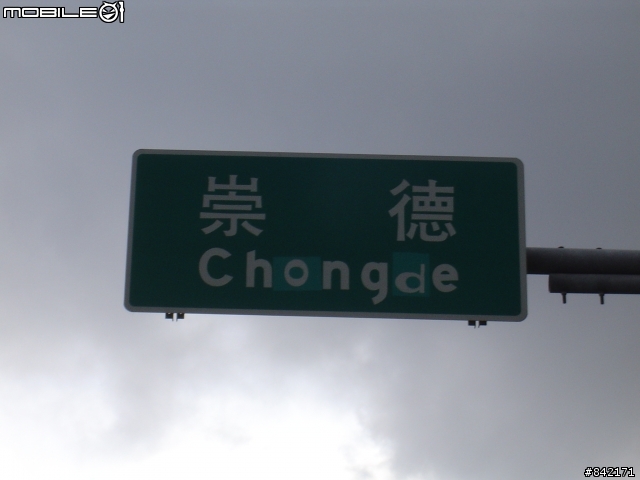 MOBILE01
崇德
Chongde
#842171